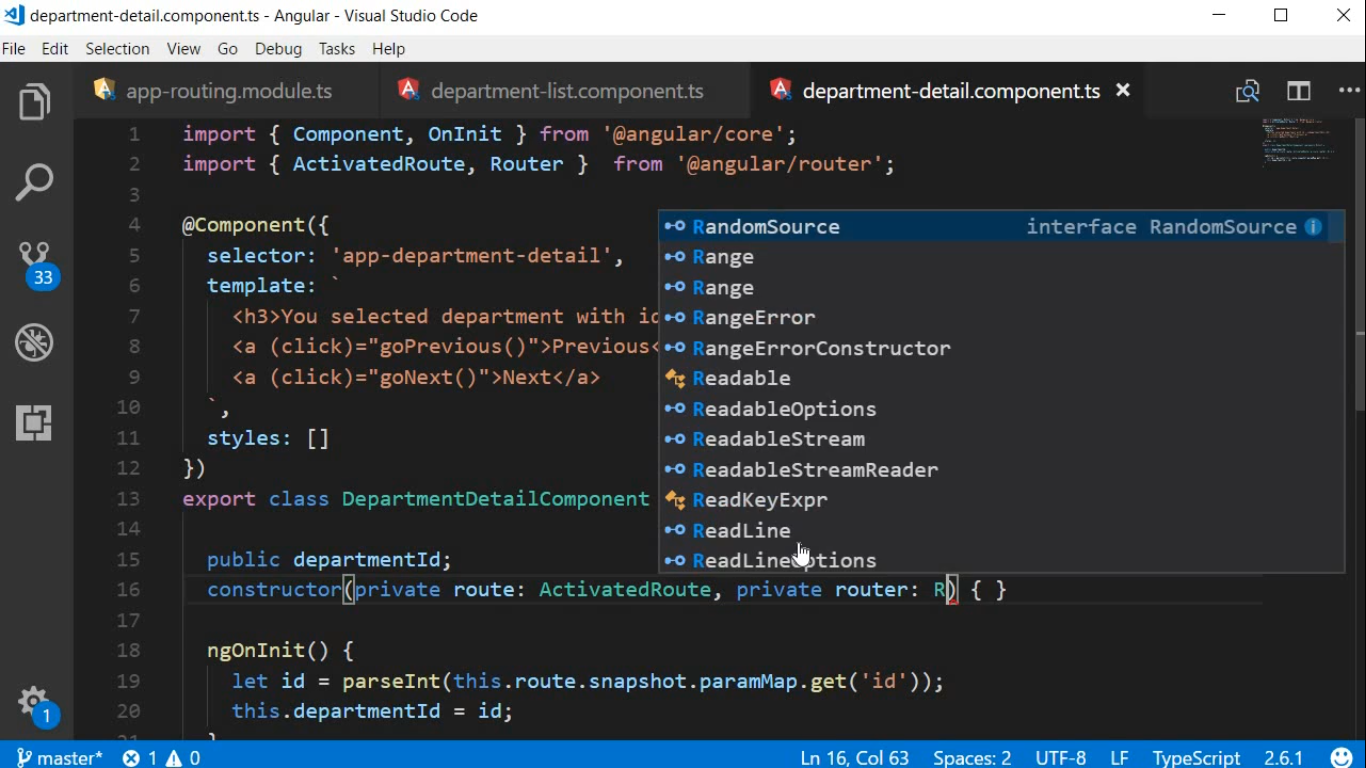 department-detail.component.ts - Angular - Visual Studio Code
File Edit Selection View Go Debug Tasks Help
app-routing.module.ts department-list.component.ts department-detail.component.ts
1 import { Component, OnInit } from '@angular/core';
2 import { ActivatedRoute, Router }  from '@angular/router';
3
4 @Component({
RandomSource interface RandomSource
5 selector: 'app-department-detail',
Range
6 template: `
Range
7 <h3>You selected department with id
RangeError
8 <a (click)="goPrevious()">Previous<
RangeErrorConstructor
9 <a (click)="goNext()">Next</a>
Readable
10 `,
ReadableOptions
11 styles: []
ReadableStream
12 })
ReadableStreamReader
13 export class DepartmentDetailComponent
ReadKeyExpr
14
ReadLine
15 public departmentId;
ReadLineOptions
16 constructor(private route: ActivatedRoute, private router: R) { }
17
18 ngOnInit() {
19 let id = parseInt(this.route.snapshot.paramMap.get('id'));
20 this.departmentId = id;
33
1
master* 1 0 Ln 16, Col 63 Spaces: 2 UTF-8 LF TypeScript 2.6.1